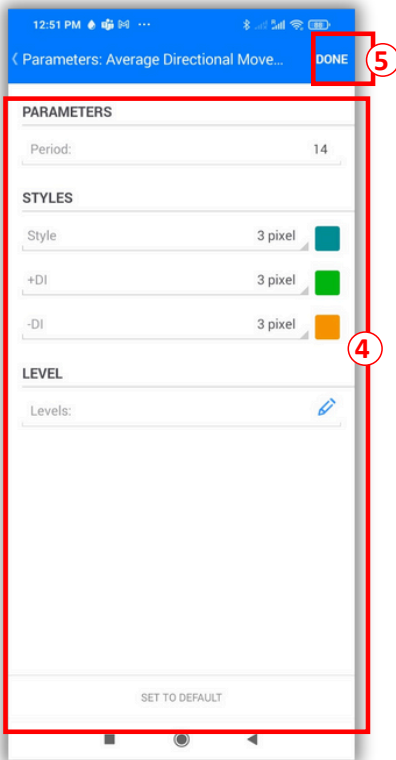 12:51 PM ...
Parameters: Average Directional Move... DONE
5
PARAMETERS
Period: 14
STYLES
Style 3 pixel
+DI 3 pixel
-DI 3 pixel
4
LEVEL
Levels:
SET TO DEFAULT